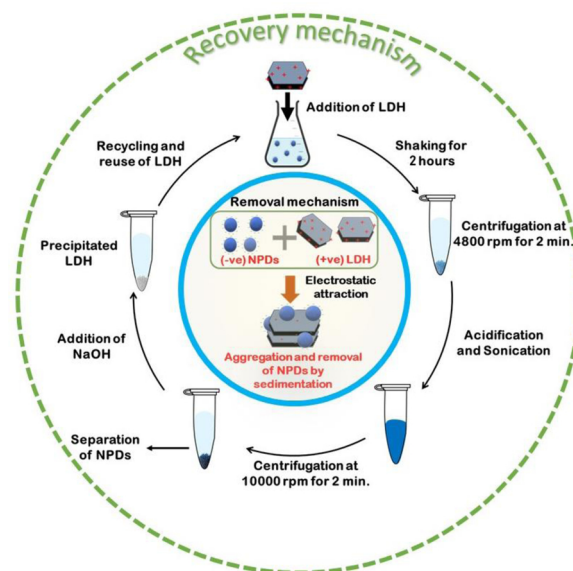 Recovery mechanism
Addition of LDH
Recycling and
reuse of LDH
Shaking for
2 hours
Removal mechanism
(-ve) NPDs
(+ve) LDH
Electrostatic
attraction
Aggregation and removal
of NPDs by
sedimentation
Centrifugation at
4800 rpm for 2 min.
Acidification
and Sonication
Centrifugation at
10000 rpm for 2 min.
Separation
of NPDs
Addition of
NaOH
Precipitated
LDH